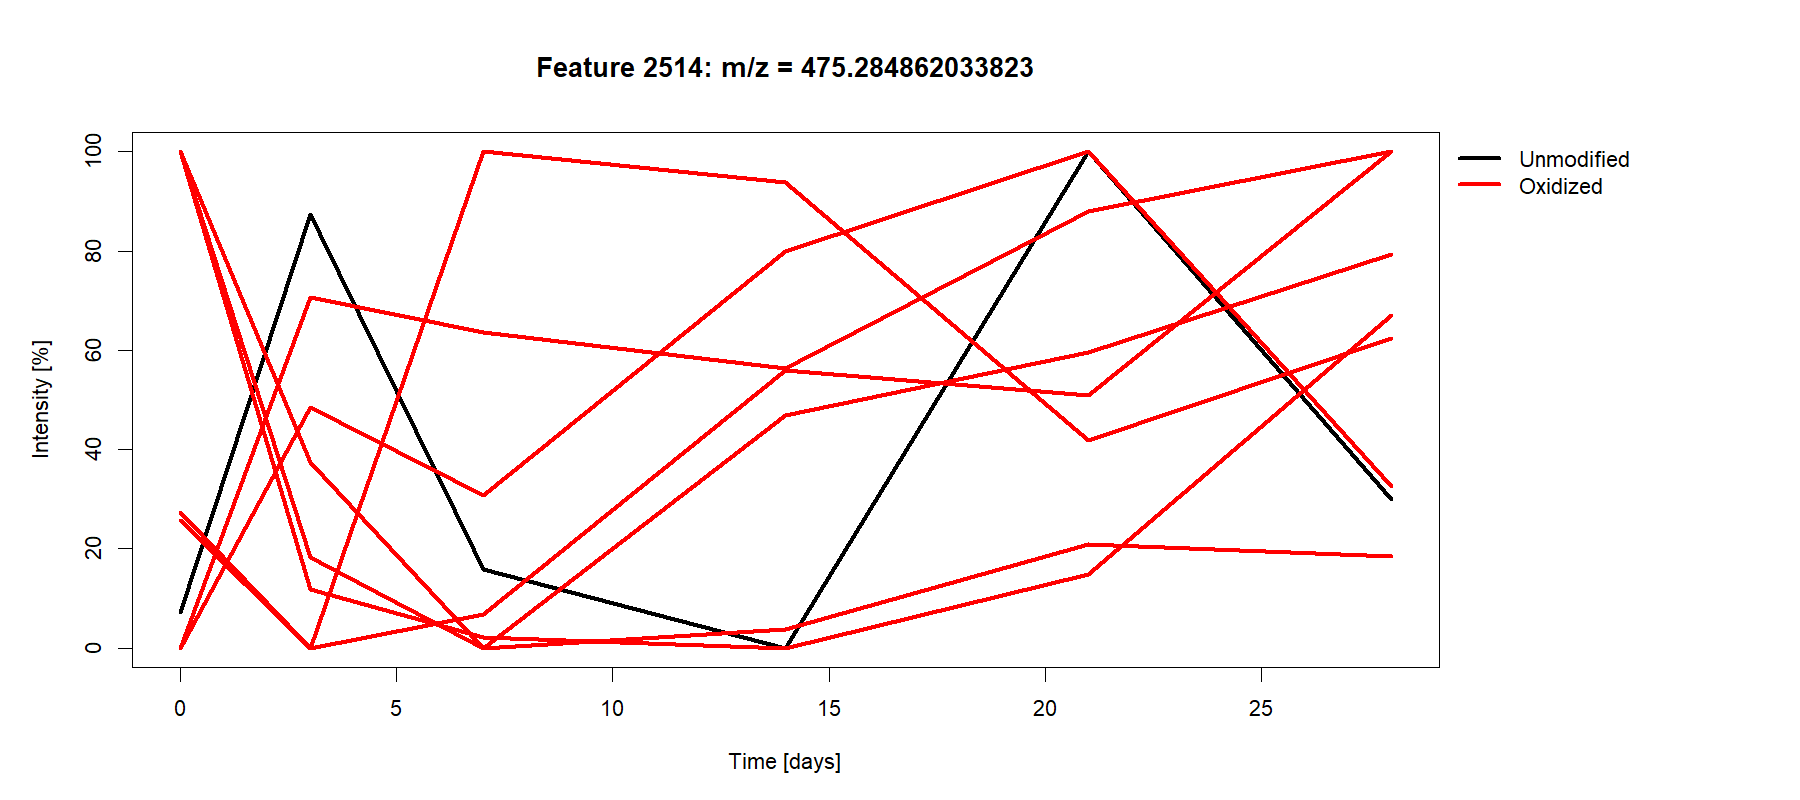 Feature 2514: m/z = 475.284862033823
Unmodified
Oxidized
Intensity [%]
100
80
60
40
20
0
0 5 10 15 20 25
Time [days]